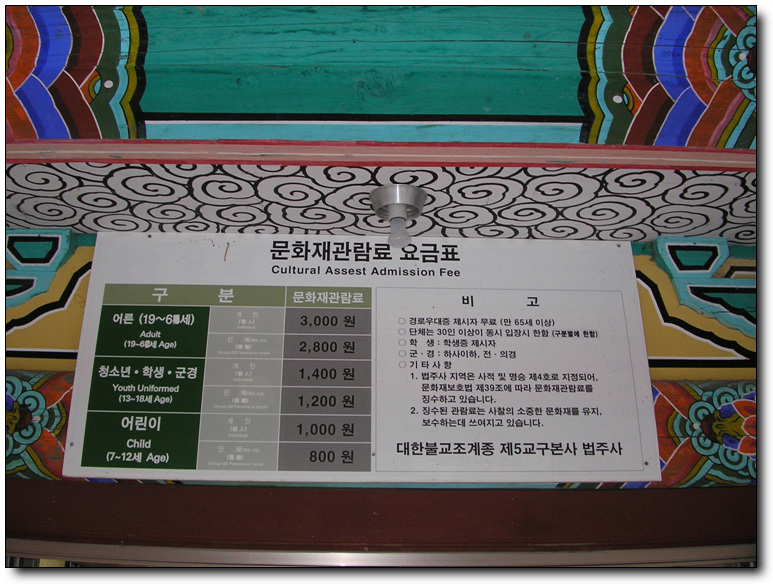 문화재관람료 요금표
Cultural Assest Admission Fee
구 분
문화재관람료
어른 (19~6세)
Adult
(19~6세 Age)
개 인
3,000 원
단 체
2,800 원
청소년·학생·군경
Youth Uniformed
(13~18세 Age)
개 인
1,400 원
단 체
1,200 원
어린이
Child
(7~12세 Age)
개 인
1,000 원
단 체
800 원
비 고
○ 경로우대증 제시자 무료 (만 65세 이상)
○ 단체는 30인 이상이 동시 입장시 한함 (구분별에 한함)
○ 학 생 : 학생증 제시자
○ 군·경 : 하사이하, 전·의경
○ 기 타 사 항
1. 법주사 지역은 사적 및 명승 제4호로 지정되어,
문화재보호법 제39조에 따라 문화재관람료를
징수하고 있습니다.
2. 징수된 관람료는 사찰의 소중한 문화재를 유지,
보수하는데 쓰여지고 있습니다.
대한불교조계종 제5교구본사 법주사